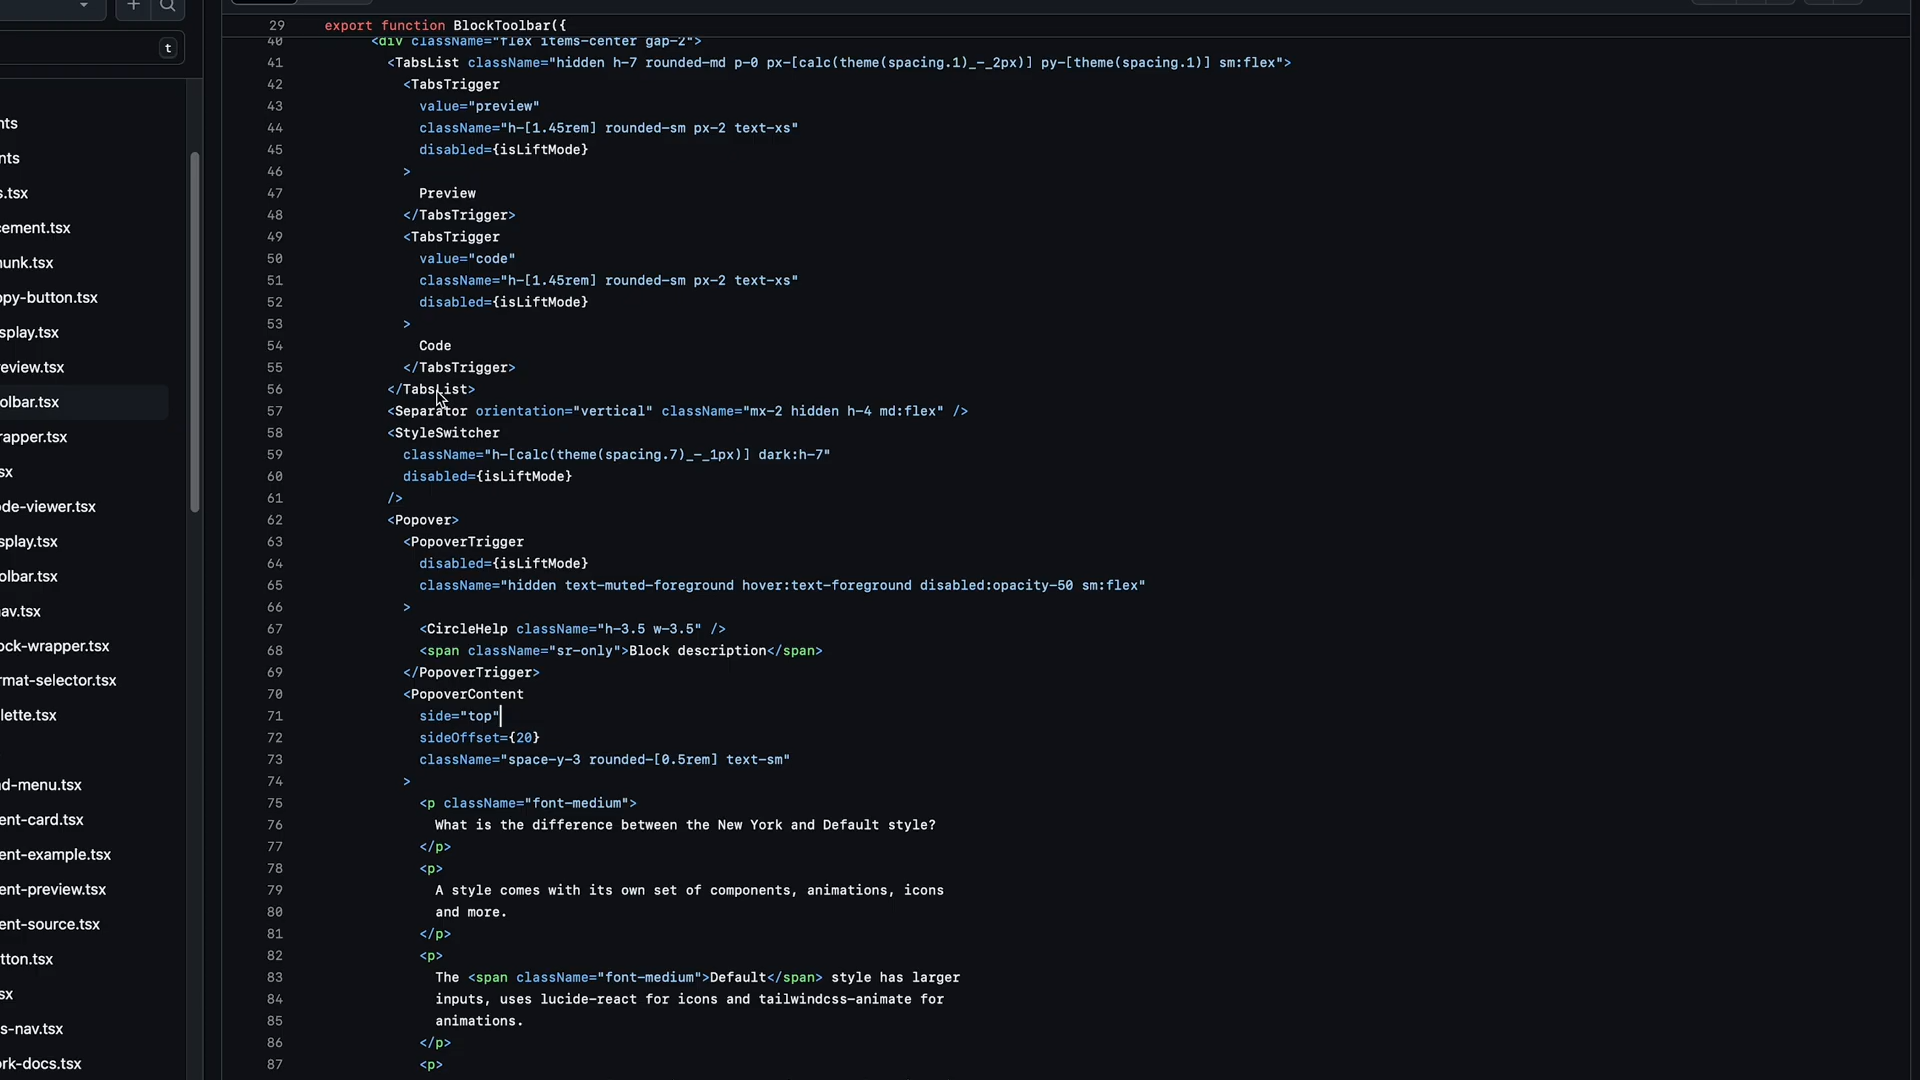 t
nts
nts
s.tsx
cement.tsx
hunk.tsx
opy-button.tsx
splay.tsx
eview.tsx
olbar.tsx
rapper.tsx
sx
ode-viewer.tsx
splay.tsx
olbar.tsx
nav.tsx
ock-wrapper.tsx
rmat-selector.tsx
lette.tsx
nd-menu.tsx
ent-card.tsx
ent-example.tsx
ent-preview.tsx
ent-source.tsx
tton.tsx
sx
s-nav.tsx
rk-docs.tsx
29 export function BlockToolbar({
40 <div className="flex items-center gap-2">
41 <TabsList className="hidden h-7 rounded-md p-0 px-[calc(theme(spacing.1)_-_2px)] py-[theme(spacing.1)] sm:flex">
42 <TabsTrigger
43 value="preview"
44 className="h-[1.45rem] rounded-sm px-2 text-xs"
45 disabled={isLiftMode}
46 >
47 Preview
48 </TabsTrigger>
49 <TabsTrigger
50 value="code"
51 className="h-[1.45rem] rounded-sm px-2 text-xs"
52 disabled={isLiftMode}
53 >
54 Code
55 </TabsTrigger>
56 </TabsList>
57 <Separator orientation="vertical" className="mx-2 hidden h-4 md:flex" />
58 <StyleSwitcher
59 className="h-[calc(theme(spacing.7)_-_1px)] dark:h-7"
60 disabled={isLiftMode}
61 />
62 <Popover>
63 <PopoverTrigger
64 disabled={isLiftMode}
65 className="hidden text-muted-foreground hover:text-foreground disabled:opacity-50 sm:flex"
66 >
67 <CircleHelp className="h-3.5 w-3.5" />
68 <span className="sr-only">Block description</span>
69 </PopoverTrigger>
70 <PopoverContent
71 side="top"
72 sideOffset={20}
73 className="space-y-3 rounded-[0.5rem] text-sm"
74 >
75 <p className="font-medium">
76 What is the difference between the New York and Default style?
77 </p>
78 <p>
79 A style comes with its own set of components, animations, icons
80 and more.
81 </p>
82 <p>
83 The <span className="font-medium">Default</span> style has larger
84 inputs, uses lucide-react for icons and tailwindcss-animate for
85 animations.
86 </p>
87 <p>